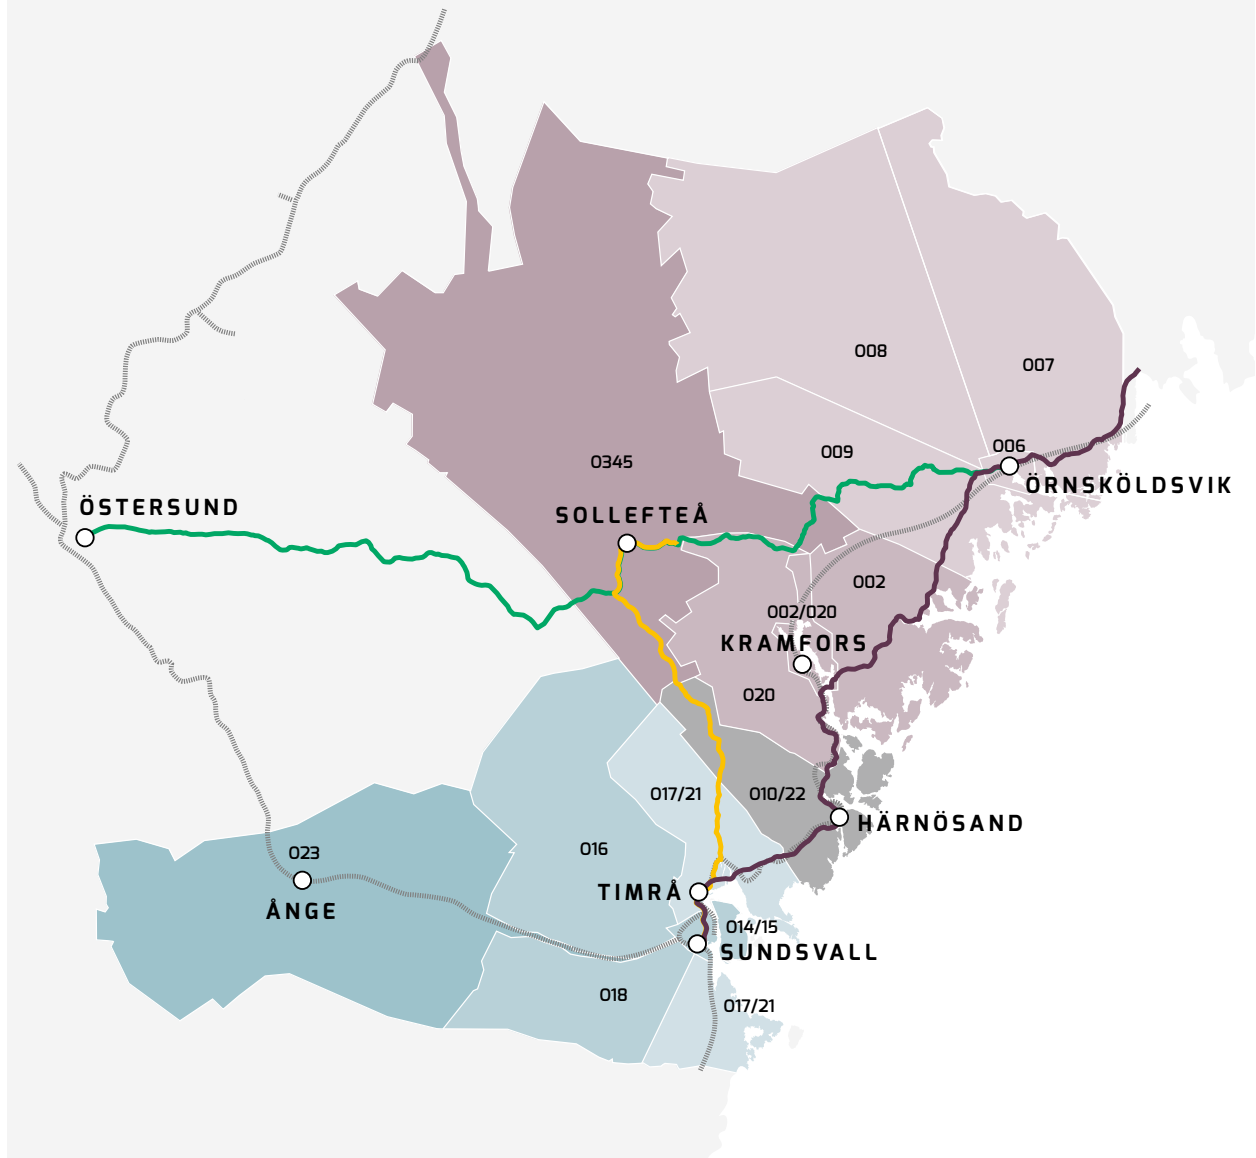 008
007
006
009
0345
ÖRNSKÖLDSVIK
ÖSTERSUND
SOLLEFTEÅ
002
002/020
KRAMFORS
020
017/21
010/22
HÄRNÖSAND
016
023
TIMRÅ
ÅNGE
014/15
SUNDSVALL
018
017/21